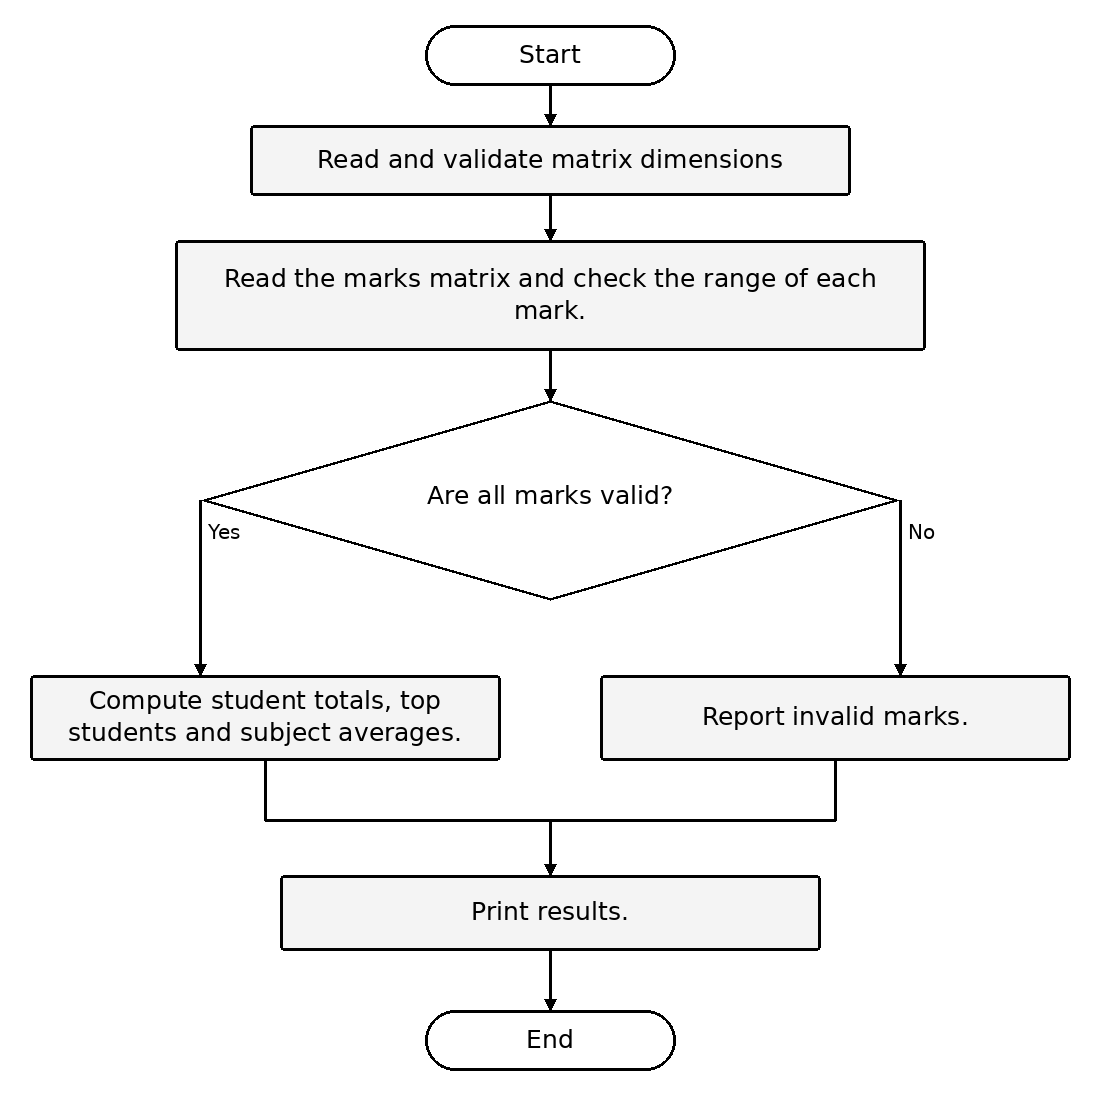 Start
Read and validate matrix dimensions
Read the marks matrix and check the range of each
mark.
Are all marks valid?
Yes
No
Compute student totals, top
students and subject averages.
Report invalid marks.
Print results.
End